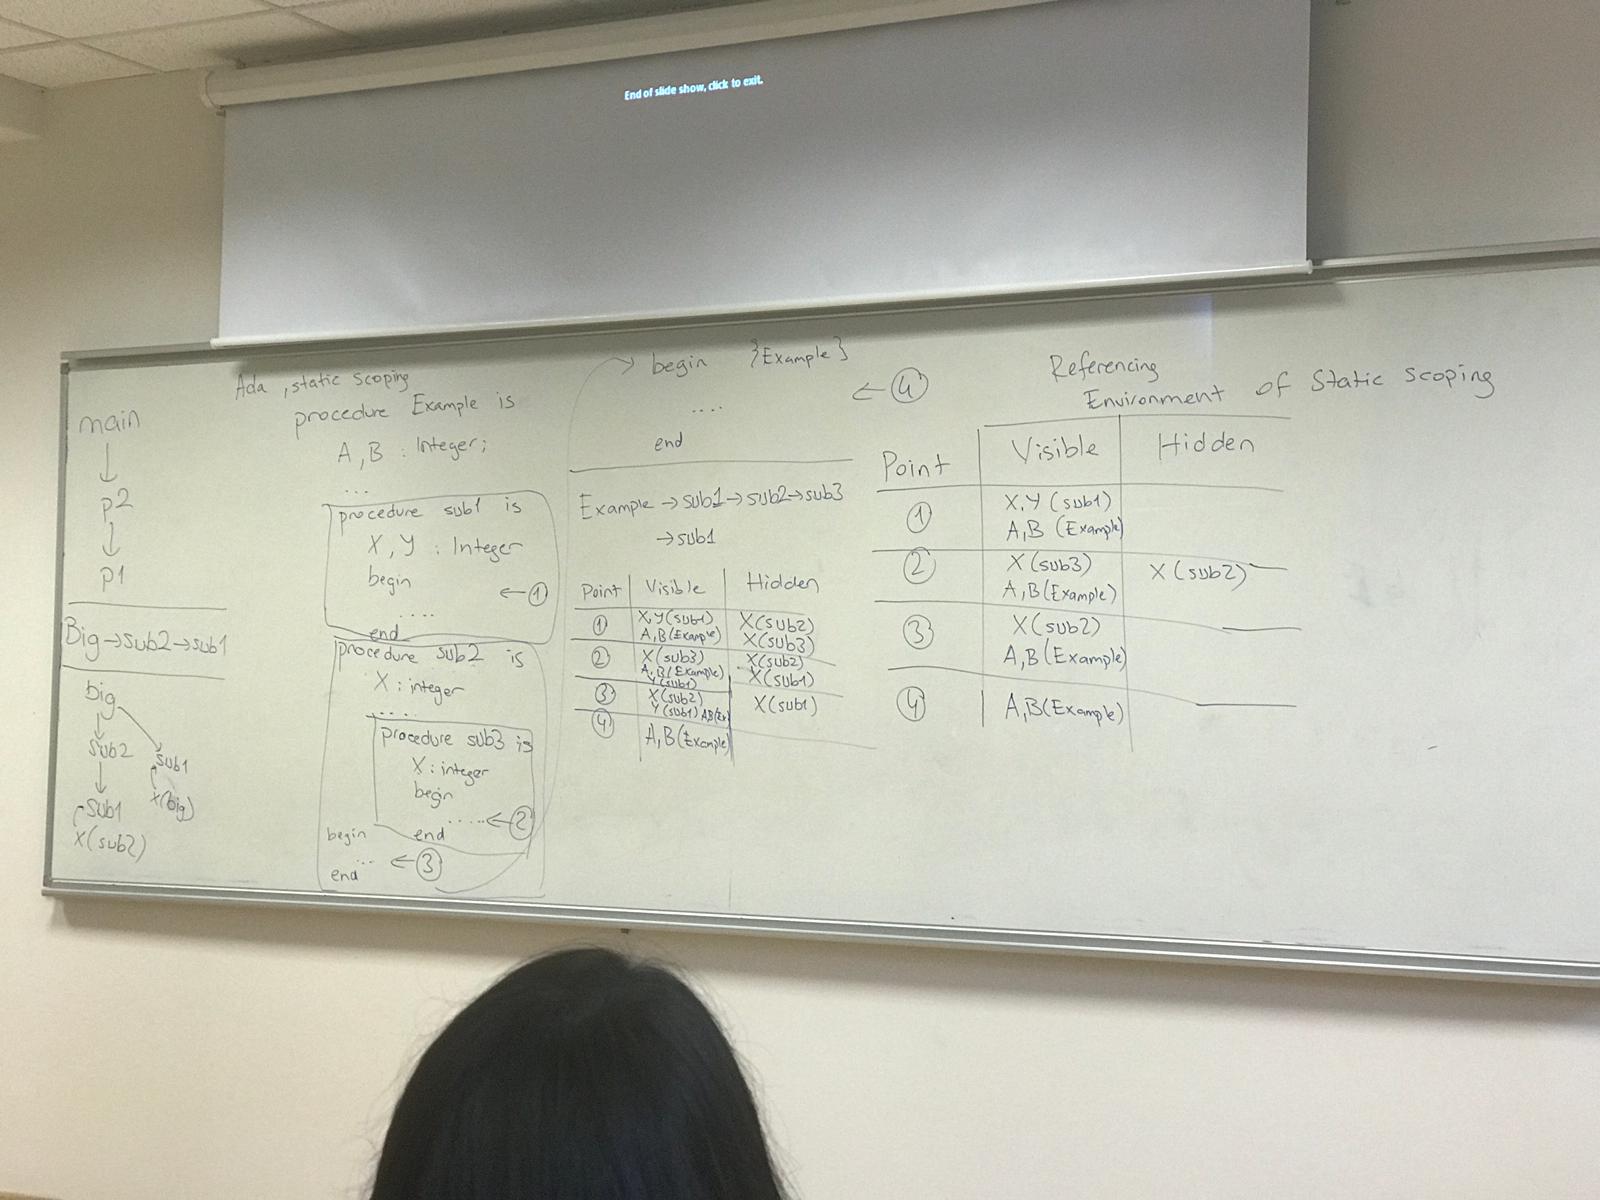 End of slide show, click to exit.
main
↓
p2
↓
p1
Big→sub2→sub1
big
sub2
sub1
sub1
X(big)
X(sub2)
Ada , static scoping
procedure Example is
A, B : Integer;
...
procedure sub1 is
X, Y : Integer
begin
← ①
....
end
procedure sub2 is
X : integer
....
procedure sub3 is
X : integer
begin
..... ← ②
end
begin
... ← ③
end
→ begin }Example}
← ④
....
end
Example → sub1 → sub2 → sub3
→ sub1
Point Visible Hidden
① X,Y(sub1) X(sub2)
A,B(Example) X(sub3)
② X(sub3) X(sub2)
A,B(Example) X(sub1)
Y(sub1)
③ X(sub2) X(sub1)
Y(sub1) AB(Ex)
④ A,B(Example)
Referencing
Environment of Static scoping
Point Visible Hidden
① X,Y (sub1)
A,B (Example)
② X(sub3) X(sub2)
A,B(Example)
③ X(sub2)
A,B(Example)
④ A,B(Example)